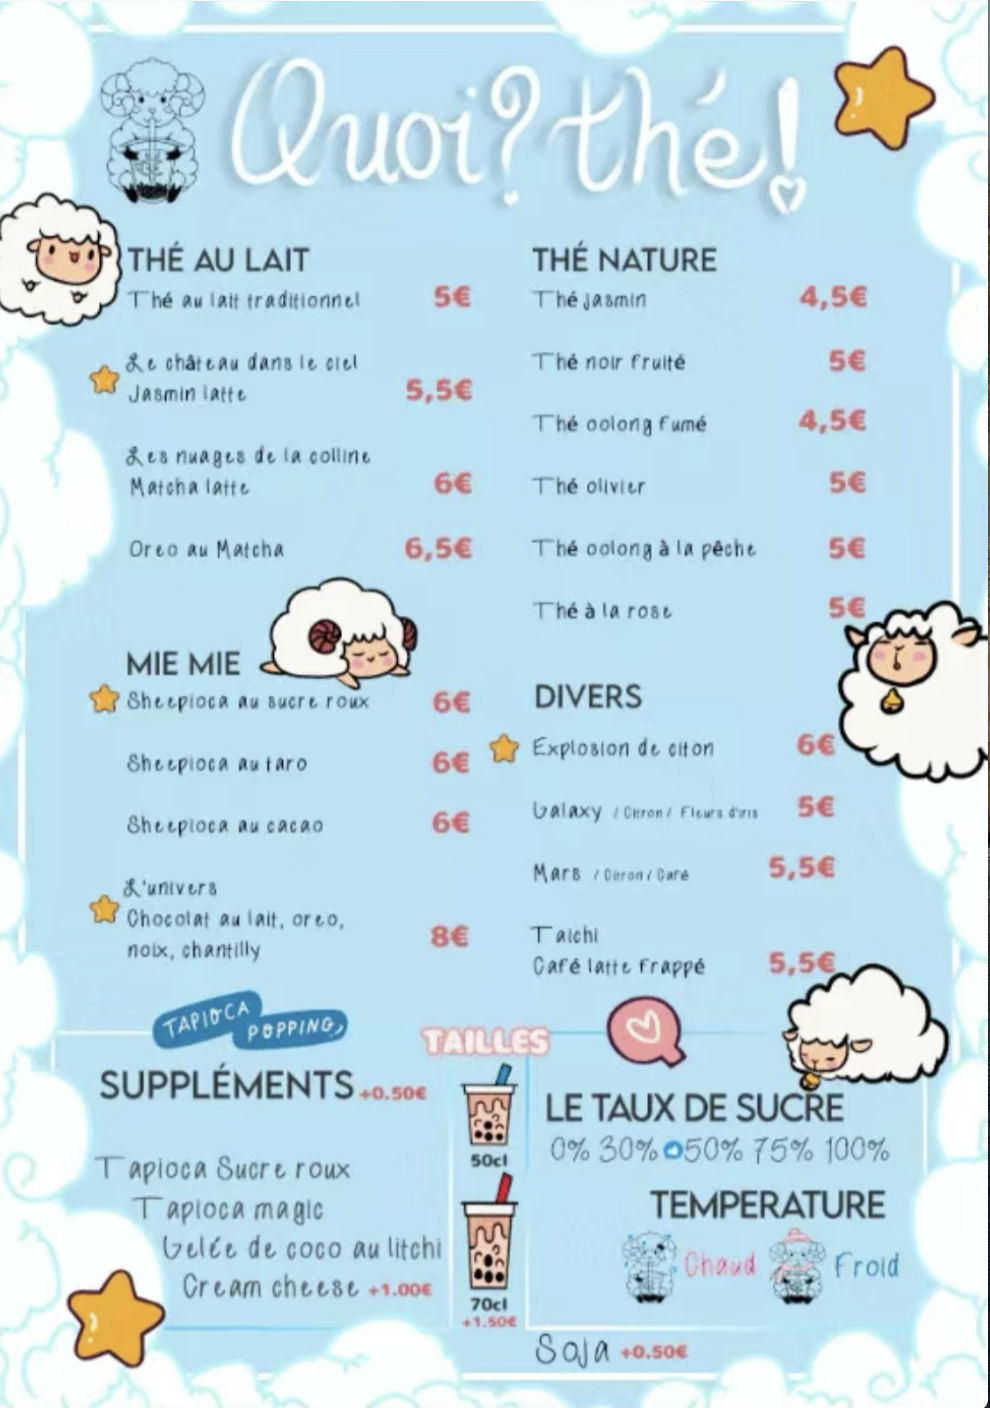 Quoi? thé!
THÉ AU LAIT
Thé au lait traditionnel 5€
Le château dans le ciel
Jasmin latte 5,5€
Les nuages de la colline
Matcha latte 6€
Oreo au Matcha 6,5€
MIE MIE
Sheepioca au sucre roux 6€
Sheepioca au taro 6€
Sheepioca au cacao 6€
L'univers
Chocolat au lait, oreo,
noix, chantilly 8€
THÉ NATURE
Thé jasmin 4,5€
Thé noir fruité 5€
Thé oolong fumé 4,5€
Thé olivier 5€
Thé oolong à la pêche 5€
Thé à la rose 5€
DIVERS
Explosion de citon 6€
Galaxy / Citron / Fleurs d'iris 5€
Mars / Citron / Café 5,5€
Taichi
Café latte frappé 5,5€
TAPIOCA
POPPING
SUPPLÉMENTS +0.50€
Tapioca Sucre roux
Tapioca magic
Gelée de coco au litchi
Cream cheese +1.00€
TAILLES
50cl
70cl
+1.50€
LE TAUX DE SUCRE
0% 30% 50% 75% 100%
TEMPERATURE
Chaud Froid
Soja +0.50€